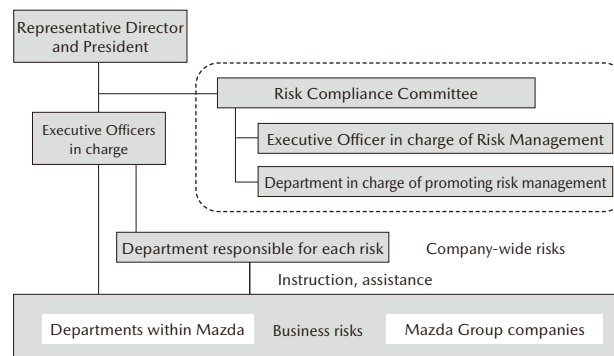 Representative Director
and President
Risk Compliance Committee
Executive Officers
in charge
Executive Officer in charge of Risk Management
Department in charge of promoting risk management
Department responsible for each risk
Company-wide risks
Instruction, assistance
Departments within Mazda
Business risks
Mazda Group companies